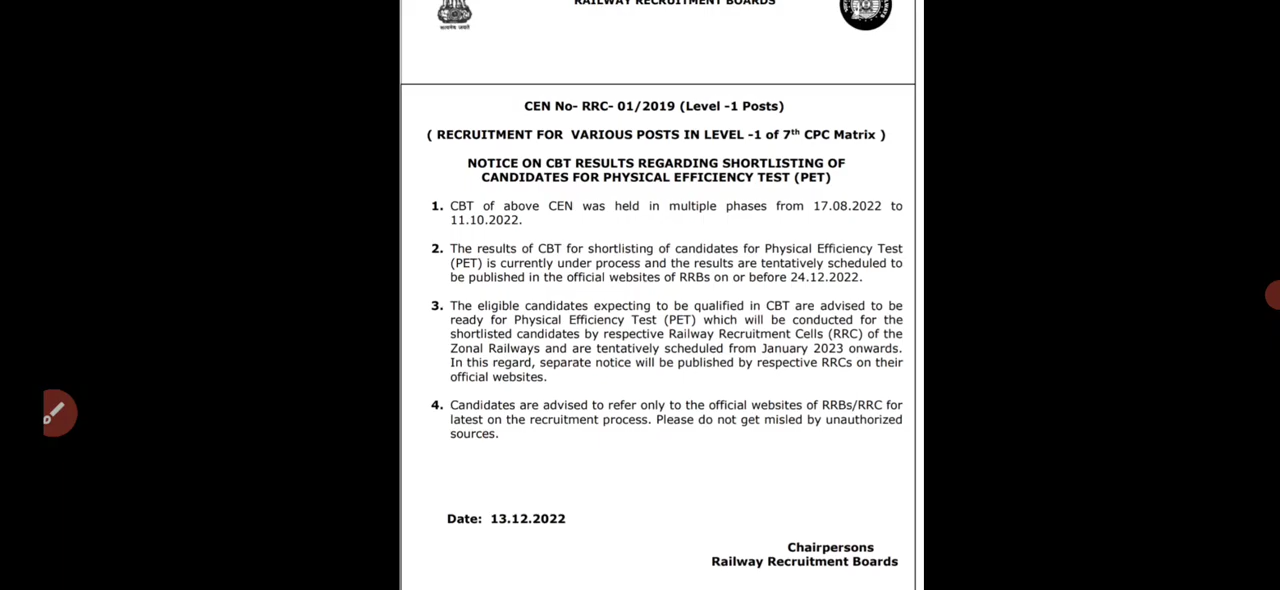 RAILWAY RECRUITMENT BOARDS
सत्यमेव जयते
CEN No- RRC- 01/2019 (Level -1 Posts)
( RECRUITMENT FOR VARIOUS POSTS IN LEVEL -1 of 7th CPC Matrix )
NOTICE ON CBT RESULTS REGARDING SHORTLISTING OF
CANDIDATES FOR PHYSICAL EFFICIENCY TEST (PET)
1. CBT of above CEN was held in multiple phases from 17.08.2022 to
11.10.2022.
2. The results of CBT for shortlisting of candidates for Physical Efficiency Test
(PET) is currently under process and the results are tentatively scheduled to
be published in the official websites of RRBs on or before 24.12.2022.
3. The eligible candidates expecting to be qualified in CBT are advised to be
ready for Physical Efficiency Test (PET) which will be conducted for the
shortlisted candidates by respective Railway Recruitment Cells (RRC) of the
Zonal Railways and are tentatively scheduled from January 2023 onwards.
In this regard, separate notice will be published by respective RRCs on their
official websites.
4. Candidates are advised to refer only to the official websites of RRBs/RRC for
latest on the recruitment process. Please do not get misled by unauthorized
sources.
Date: 13.12.2022
Chairpersons
Railway Recruitment Boards